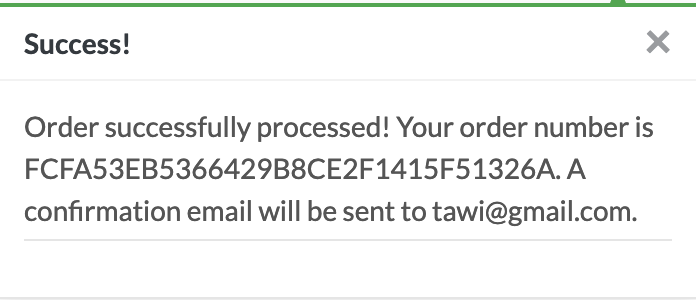 Success!
Order successfully processed! Your order number is
FCFA53EB5366429B8CE2F1415F51326A. A
confirmation email will be sent to tawi@gmail.com.